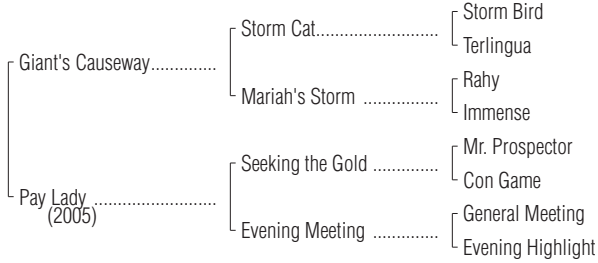 Storm Bird
Storm Cat..........................
Terlingua
Giant's Causeway..............
Rahy
Mariah's Storm ................
Immense
Mr. Prospector
Seeking the Gold ..............
Con Game
Pay Lady ..........................
(2005)
General Meeting
Evening Meeting ..............
Evening Highlight